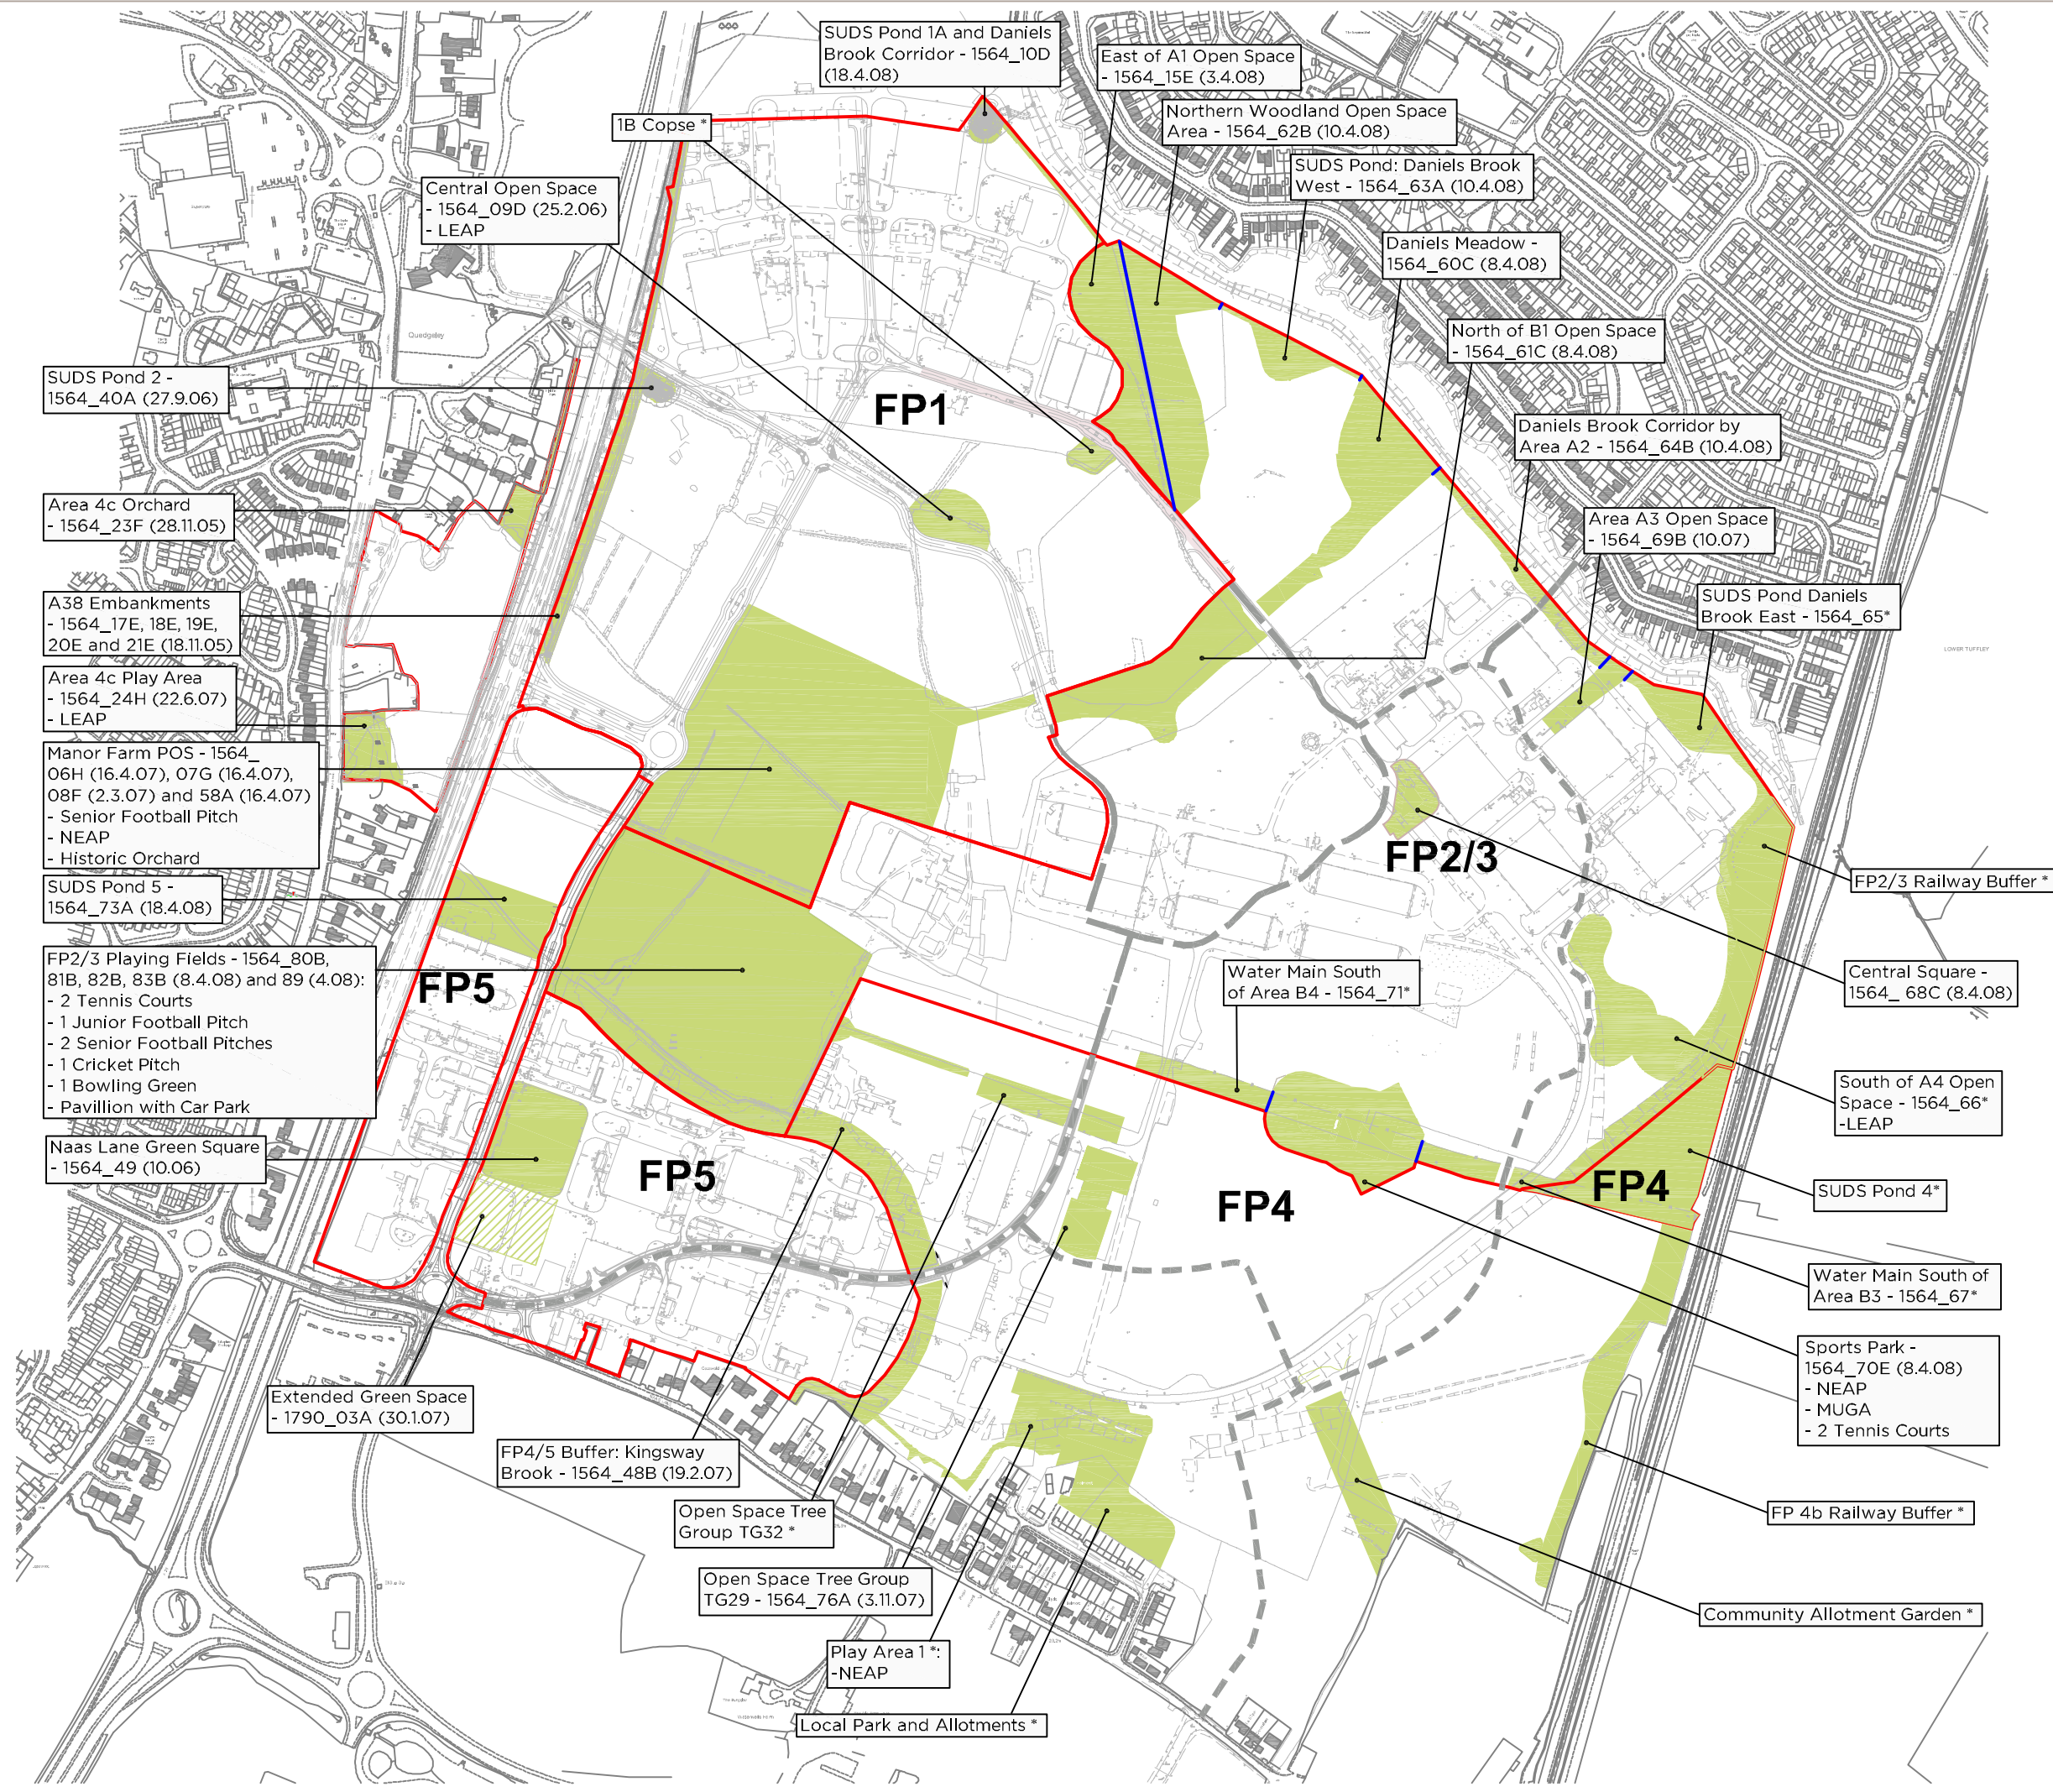 SUDS Pond 1A and Daniels
Brook Corridor - 1564_10D
(18.4.08)
East of A1 Open Space
- 1564_15E (3.4.08)
Northern Woodland Open Space
Area - 1564_62B (10.4.08)
1B Copse *
SUDS Pond: Daniels Brook
West - 1564_63A (10.4.08)
Central Open Space
- 1564_09D (25.2.06)
- LEAP
Daniels Meadow -
1564_60C (8.4.08)
North of B1 Open Space
- 1564_61C (8.4.08)
Quedgeley
SUDS Pond 2 -
1564_40A (27.9.06)
FP1
Daniels Brook Corridor by
Area A2 - 1564_64B (10.4.08)
Area 4c Orchard
- 1564_23F (28.11.05)
Area A3 Open Space
- 1564_69B (10.07)
A38 Embankments
- 1564_17E, 18E, 19E,
20E and 21E (18.11.05)
SUDS Pond Daniels
Brook East - 1564_65*
LOWER TUFFLEY
Area 4c Play Area
- 1564_24H (22.6.07)
- LEAP
Manor Farm POS - 1564_
06H (16.4.07), 07G (16.4.07),
08F (2.3.07) and 58A (16.4.07)
- Senior Football Pitch
- NEAP
- Historic Orchard
FP2/3
FP2/3 Railway Buffer *
SUDS Pond 5 -
1564_73A (18.4.08)
FP2/3 Playing Fields - 1564_80B,
81B, 82B, 83B (8.4.08) and 89 (4.08):
- 2 Tennis Courts
- 1 Junior Football Pitch
- 2 Senior Football Pitches
- 1 Cricket Pitch
- 1 Bowling Green
- Pavillion with Car Park
FP5
Water Main South
of Area B4 - 1564_71*
Central Square -
1564_ 68C (8.4.08)
South of A4 Open
Space - 1564_66*
-LEAP
Naas Lane Green Square
- 1564_49 (10.06)
FP5
FP4
FP4
SUDS Pond 4*
Water Main South of
Area B3 - 1564_67*
Sports Park -
1564_70E (8.4.08)
- NEAP
- MUGA
- 2 Tennis Courts
Extended Green Space
- 1790_03A (30.1.07)
FP4/5 Buffer: Kingsway
Brook - 1564_48B (19.2.07)
Open Space Tree
Group TG32 *
FP 4b Railway Buffer *
Open Space Tree Group
TG29 - 1564_76A (3.11.07)
Community Allotment Garden *
Play Area 1 *:
-NEAP
Local Park and Allotments *